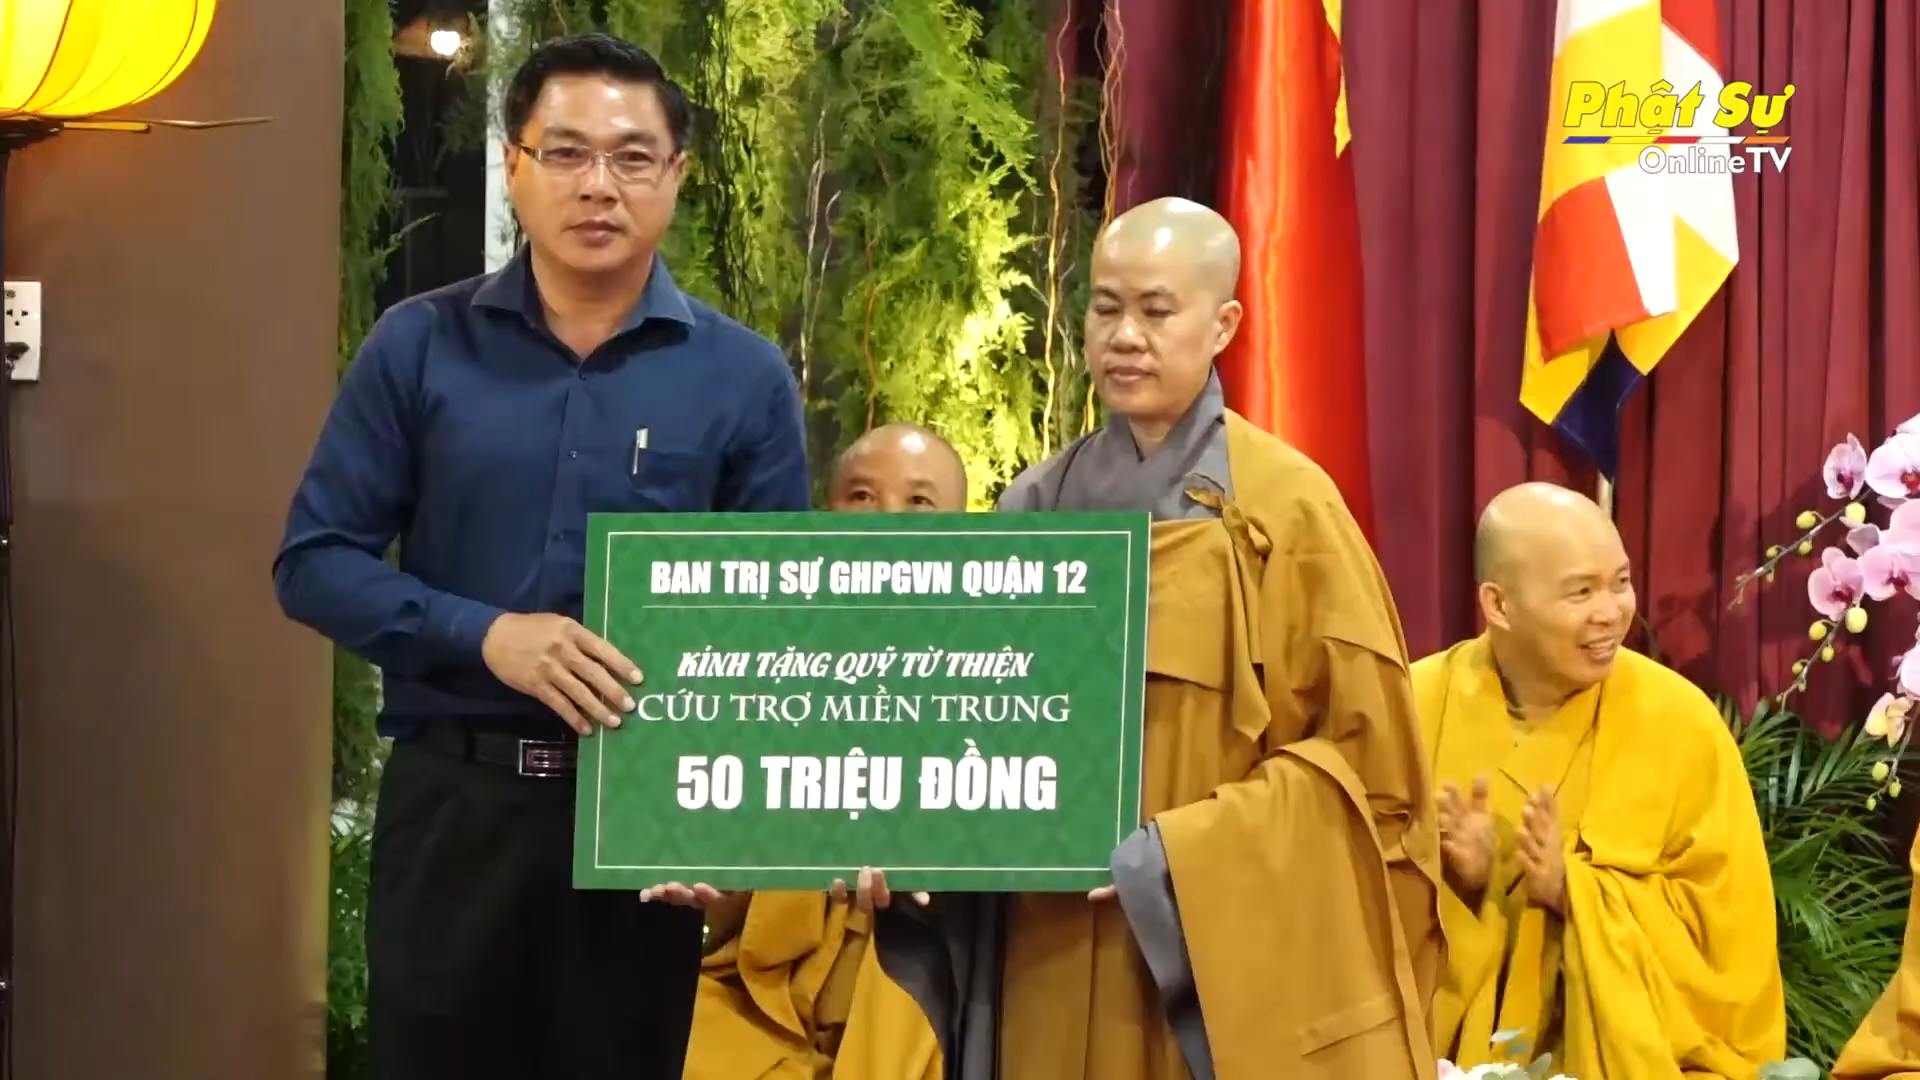 Phật Sự
OnlineTV
BAN TRỊ SỰ GHPGVN QUẬN 12
KÍNH TẶNG QUỸ TỪ THIỆN
CỨU TRỢ MIỀN TRUNG
50 TRIỆU ĐỒNG